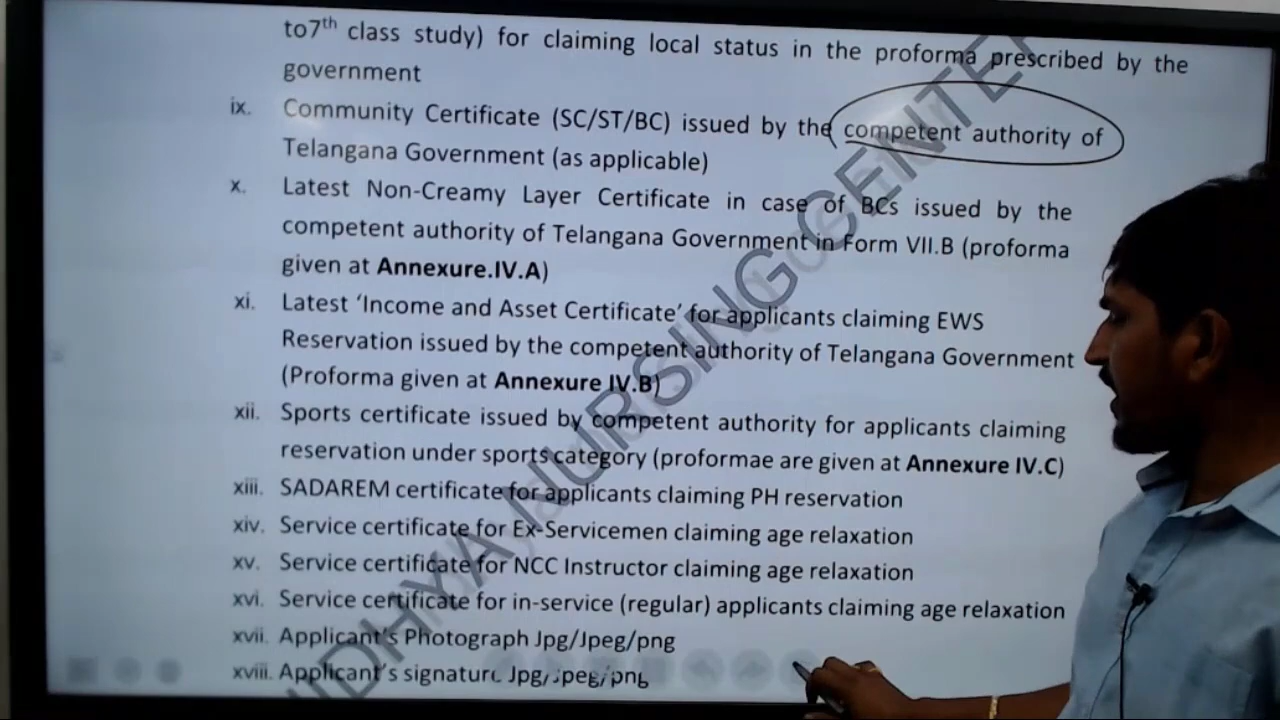 to7th class study) for claiming local status in the proforma prescribed by the
government
ix. Community Certificate (SC/ST/BC) issued by the competent authority of
Telangana Government (as applicable)
x. Latest Non-Creamy Layer Certificate in case of BCs issued by the
competent authority of Telangana Government in Form VII.B (proforma
given at Annexure.IV.A)
xi. Latest ‘Income and Asset Certificate’ for applicants claiming EWS
Reservation issued by the competent authority of Telangana Government
(Proforma given at Annexure IV.B)
xii. Sports certificate issued by competent authority for applicants claiming
reservation under sports category (proformae are given at Annexure IV.C)
xiii. SADAREM certificate for applicants claiming PH reservation
xiv. Service certificate for Ex-Servicemen claiming age relaxation
xv. Service certificate for NCC Instructor claiming age relaxation
xvi. Service certificate for in-service (regular) applicants claiming age relaxation
xvii. Applicant’s Photograph Jpg/Jpeg/png
xviii. Applicant’s signature Jpg/Jpeg/png
NURSING CENTER